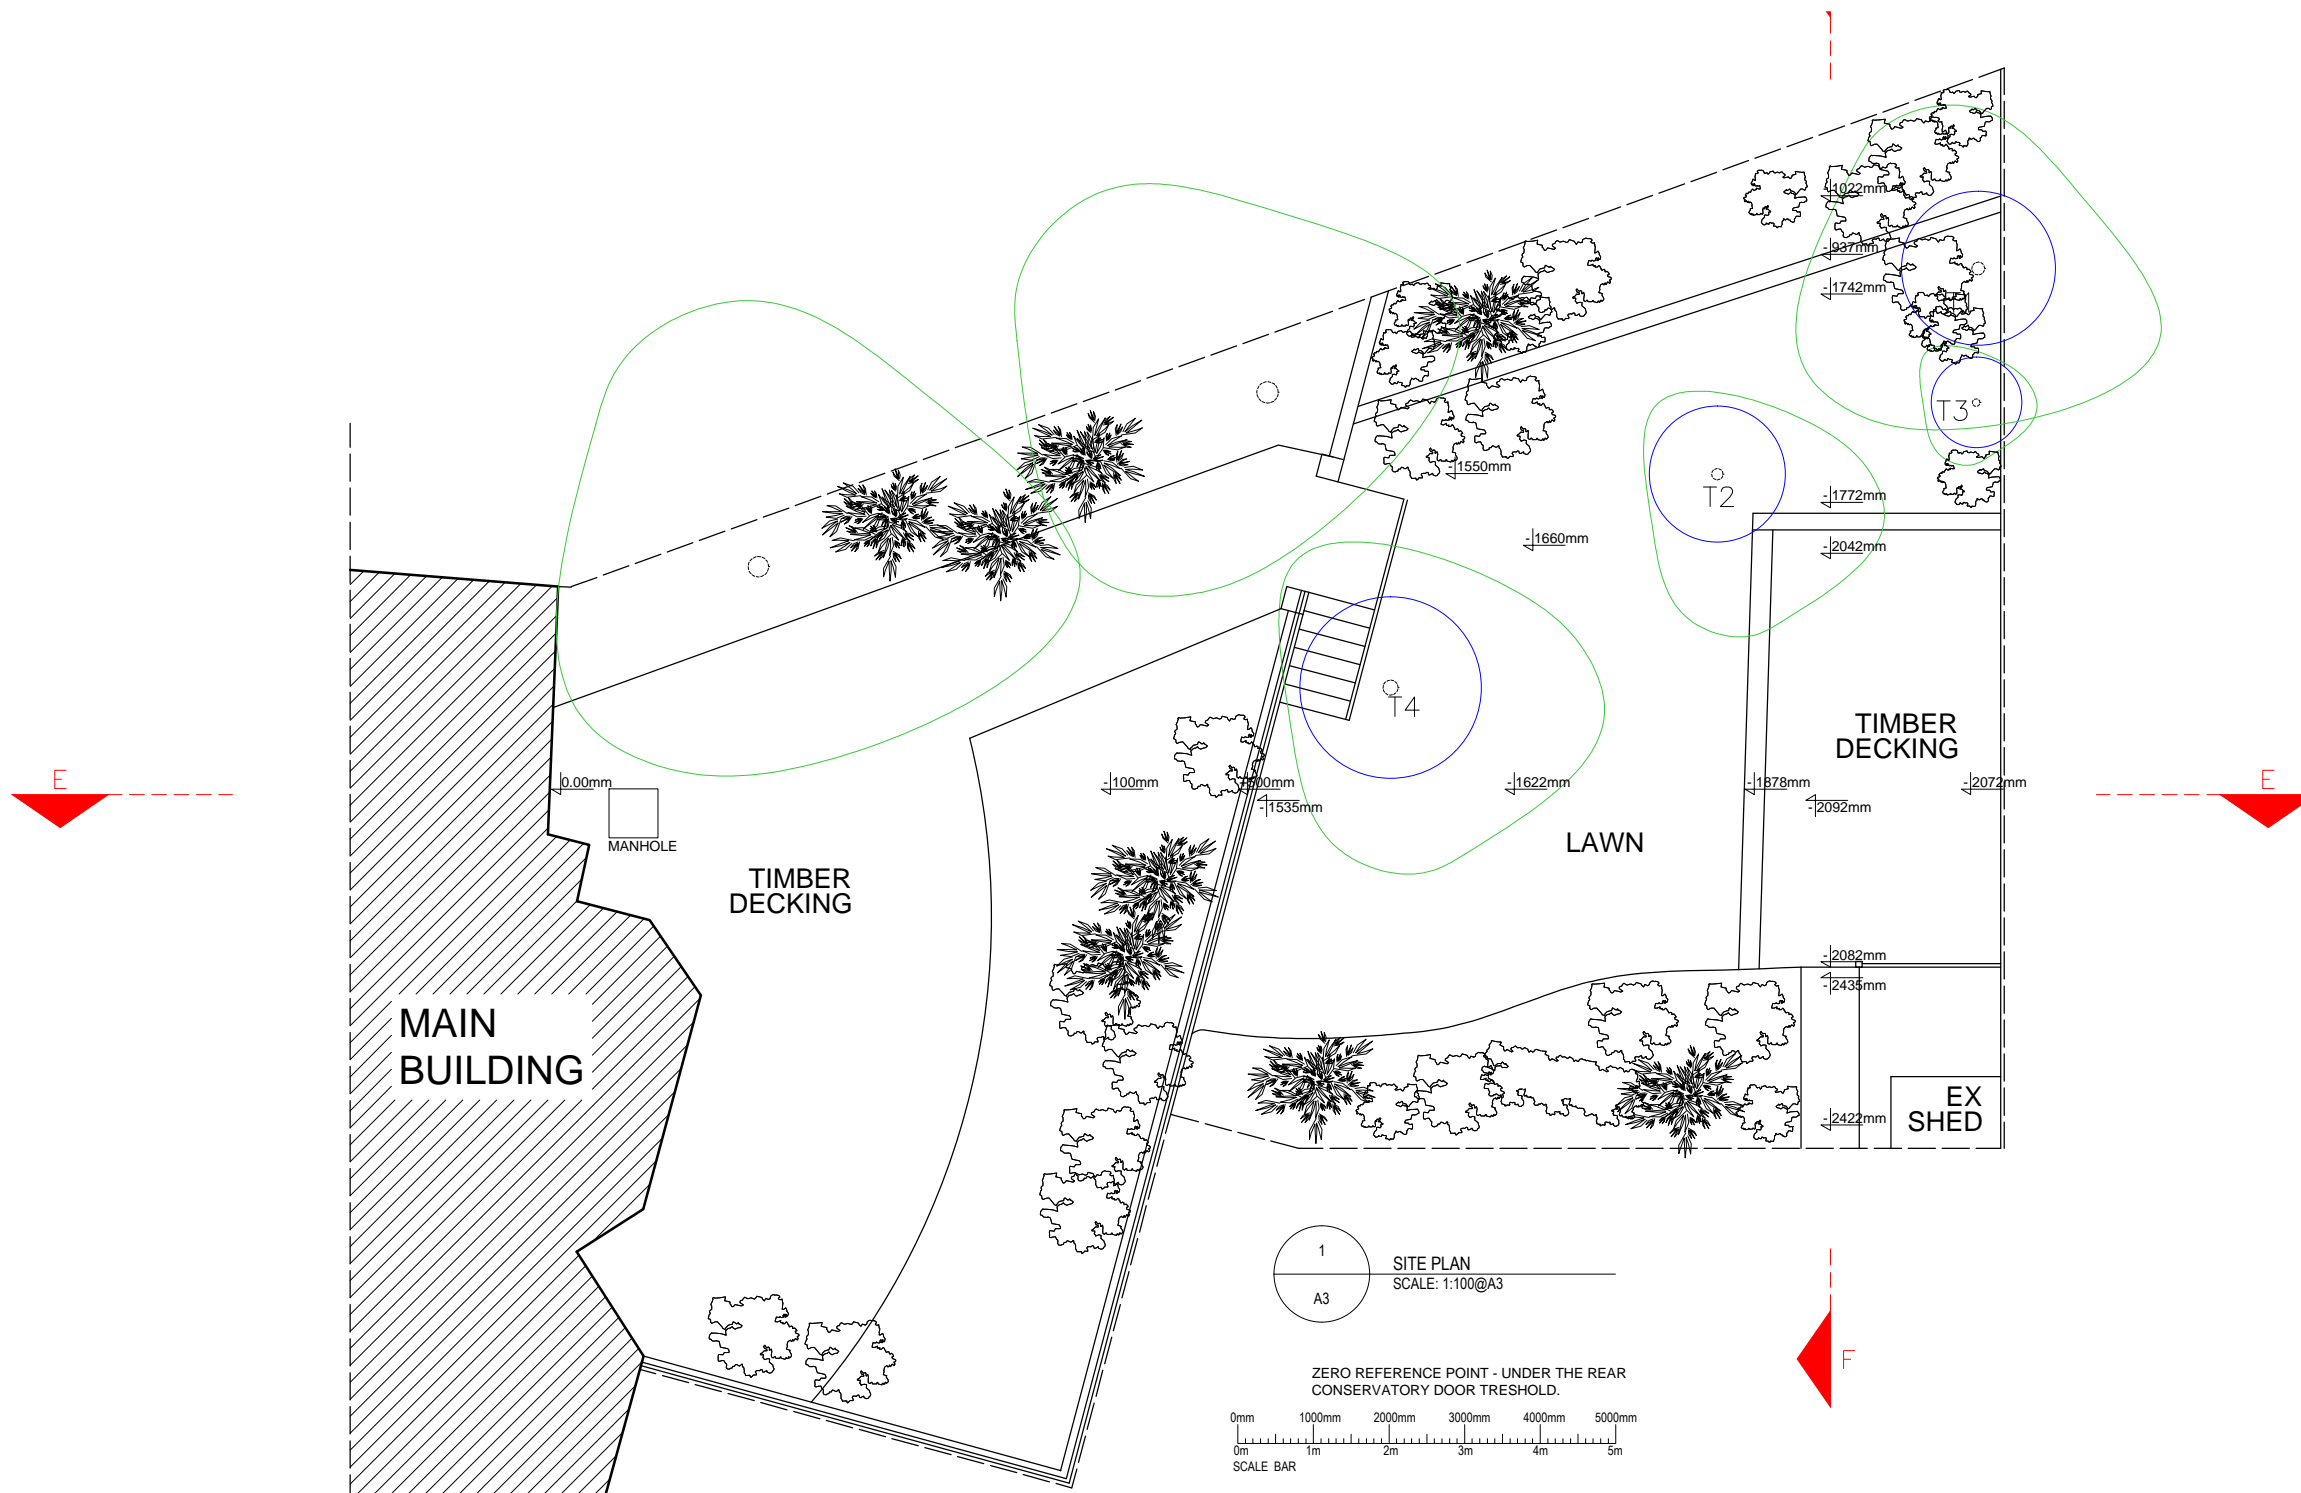 -1022mm
-937mm
-1742mm
T3
-1550mm
T2
-1772mm
-1660mm
-2042mm
T4
TIMBER
DECKING
E
E
0.00mm
-100mm
-1622mm
-1878mm
-2072mm
-1535mm
-2092mm
MANHOLE
LAWN
TIMBER
DECKING
-2082mm
-2435mm
MAIN
BUILDING
EX
SHED
-2422mm
1
A3
SITE PLAN
SCALE: 1:100@A3
F
ZERO REFERENCE POINT - UNDER THE REAR
CONSERVATORY DOOR TRESHOLD.
0mm 1000mm 2000mm 3000mm 4000mm 5000mm
0m 1m 2m 3m 4m 5m
SCALE BAR